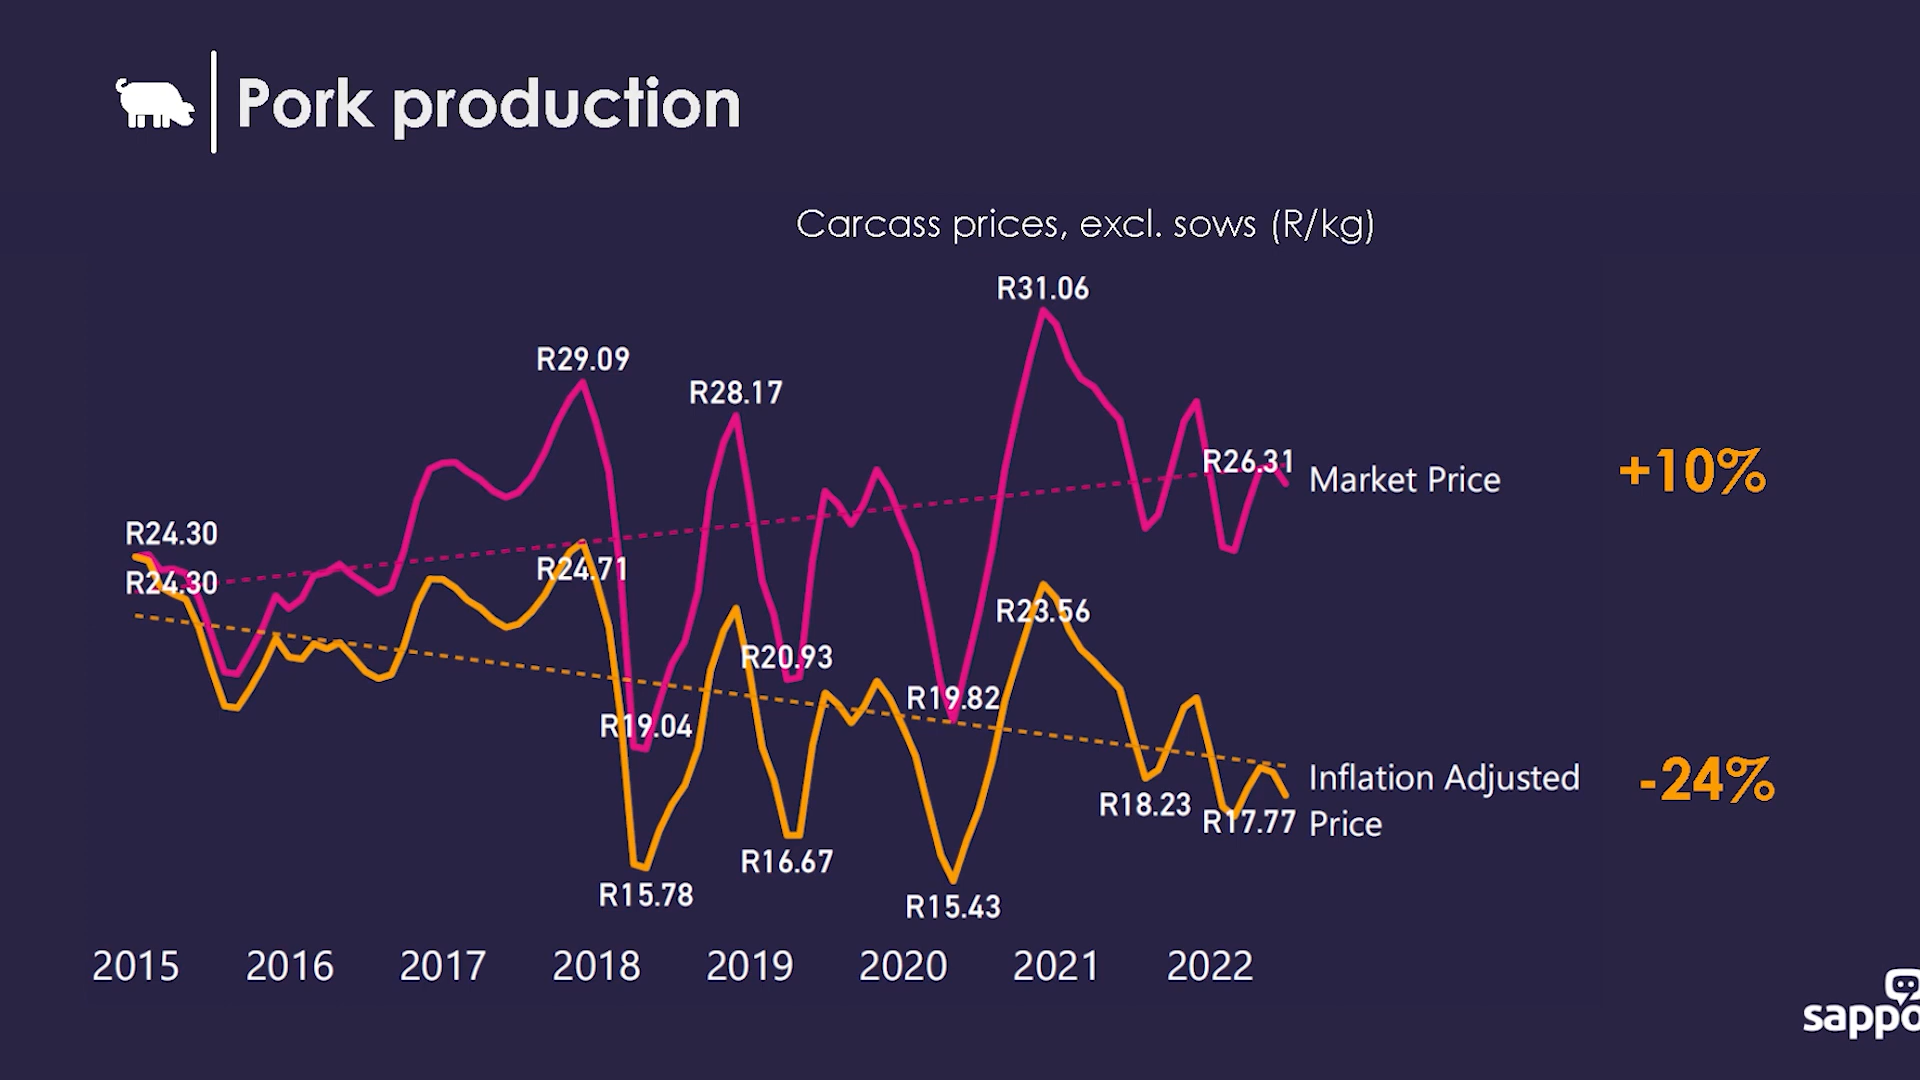 Pork production
Carcass prices, excl. sows (R/kg)
R31.06
R29.09
R28.17
R26.31
Market Price
+10%
R24.30
R24.30
R24.71
R23.56
R20.93
R19.82
R19.04
Inflation Adjusted
Price
-24%
R18.23
R17.77
R16.67
R15.78
R15.43
2015 2016 2017 2018 2019 2020 2021 2022
sappo